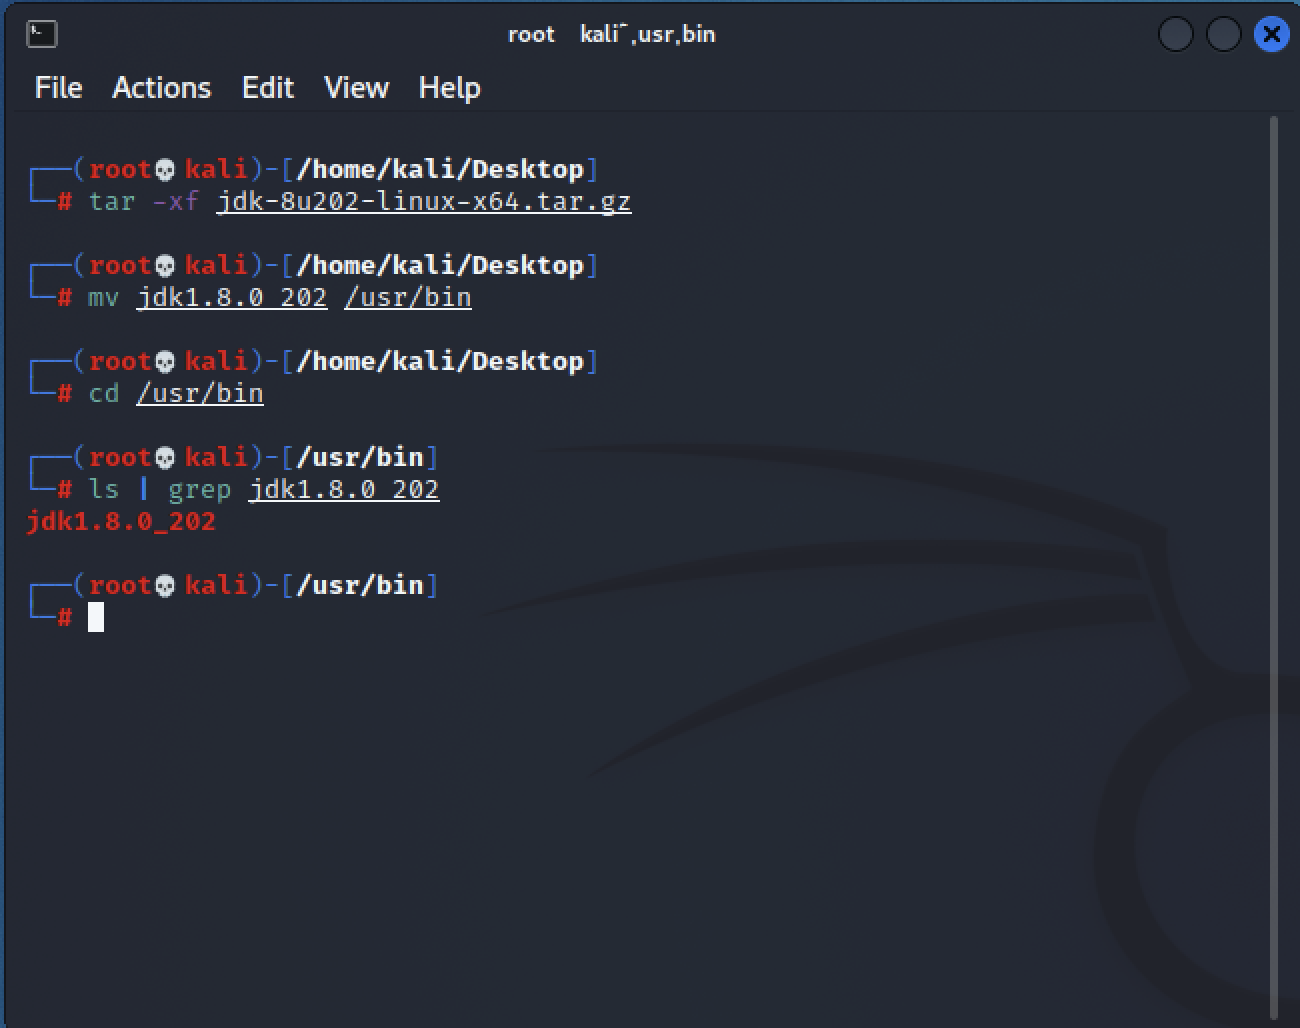 root kali~,usr,bin
File Actions Edit View Help
┌──(root💀kali)-[/home/kali/Desktop]
└─# tar -xf jdk-8u202-linux-x64.tar.gz
┌──(root💀kali)-[/home/kali/Desktop]
└─# mv jdk1.8.0_202 /usr/bin
┌──(root💀kali)-[/home/kali/Desktop]
└─# cd /usr/bin
┌──(root💀kali)-[/usr/bin]
└─# ls | grep jdk1.8.0_202
jdk1.8.0_202
┌──(root💀kali)-[/usr/bin]
└─#